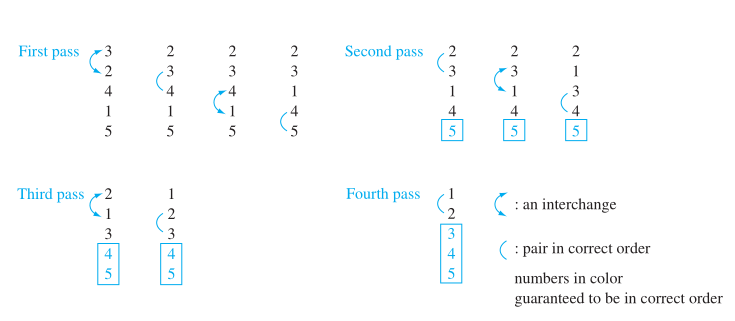 First pass 3 2 2 2
2 3 3 3
4 4 4 1
1 1 1 4
5 5 5 5
Second pass 2 2 2
3 3 1
1 1 3
4 4 4
5 5 5
Third pass 2 1
1 2
3 3
4 4
5 5
Fourth pass 1
2
3
4
5
: an interchange
: pair in correct order
numbers in color
guaranteed to be in correct order